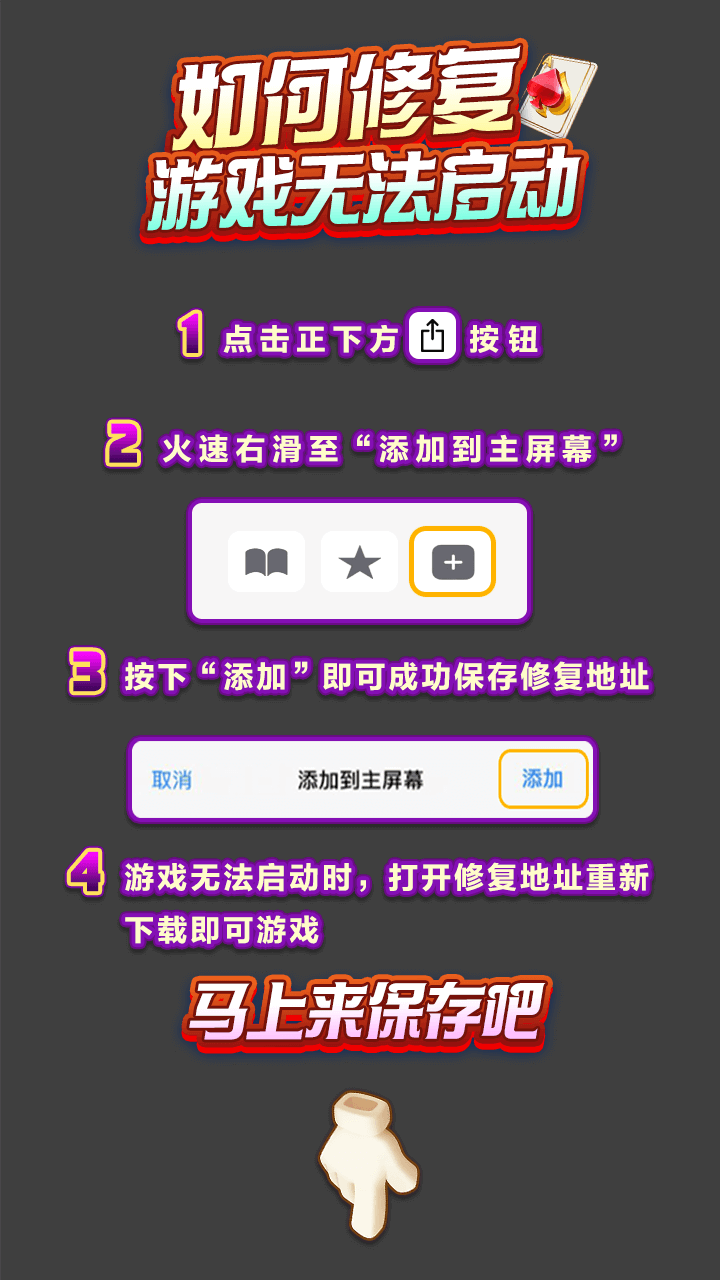 如何修复
游戏无法启动
1 点击正下方 按钮
2 火速右滑至“添加到主屏幕”
3 按下“添加”即可成功保存修复地址
取消 添加到主屏幕 添加
4 游戏无法启动时，打开修复地址重新
下载即可游戏
马上来保存吧